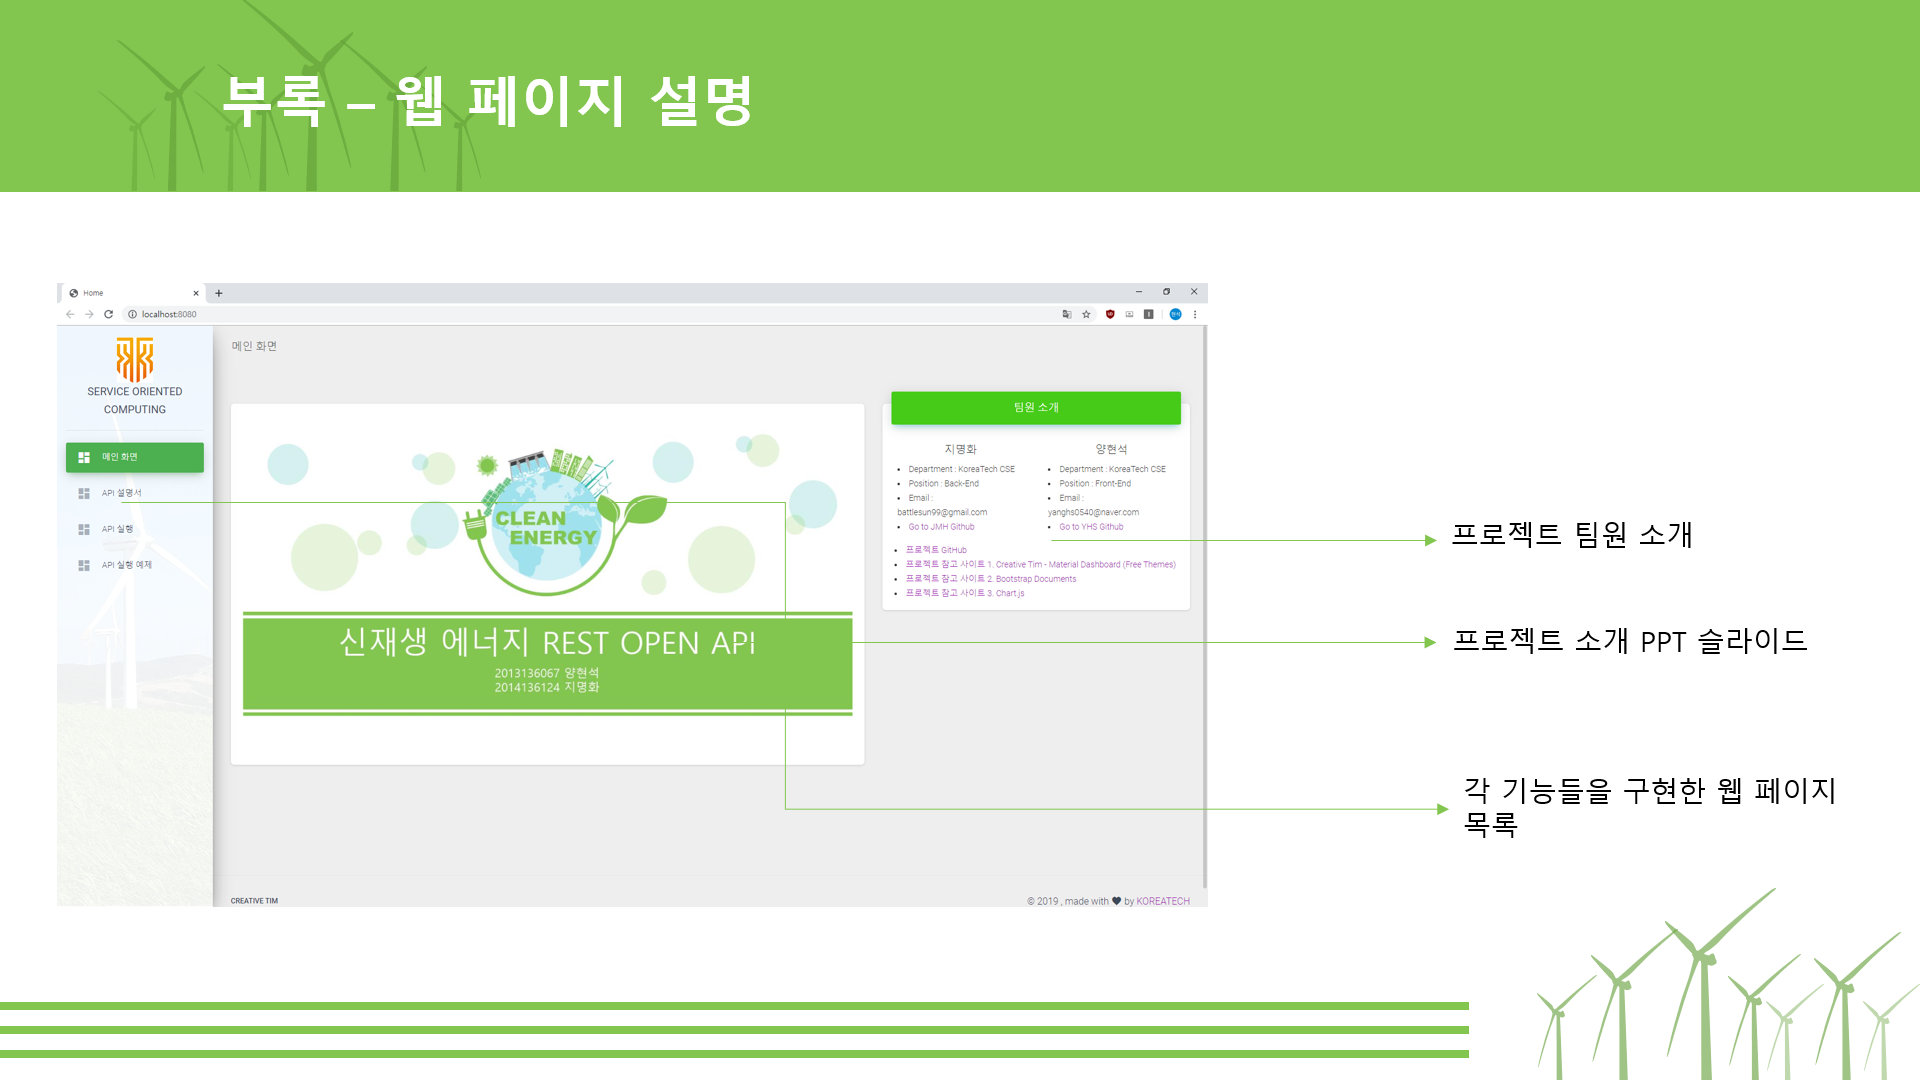 부록 – 웹 페이지 설명
Home
localhost:8080
SERVICE ORIENTED
COMPUTING
메인 화면
API 설명서
API 실행
API 실행 예제
메인 화면
CLEAN
ENERGY
신재생 에너지 REST OPEN API
2013136067 양현석
2014136124 지명화
팀원 소개
지명화
Department : KoreaTech CSE
Position : Back-End
Email :
battlesun99@gmail.com
Go to JMH Github
양현석
Department : KoreaTech CSE
Position : Front-End
Email :
yanghs0540@naver.com
Go to YHS Github
프로젝트 GitHub
프로젝트 참고 사이트 1. Creative Tim - Material Dashboard (Free Themes)
프로젝트 참고 사이트 2. Bootstrap Documents
프로젝트 참고 사이트 3. Chart.js
CREATIVE TIM
© 2019 , made with by KOREATECH
프로젝트 팀원 소개
프로젝트 소개 PPT 슬라이드
각 기능들을 구현한 웹 페이지
목록